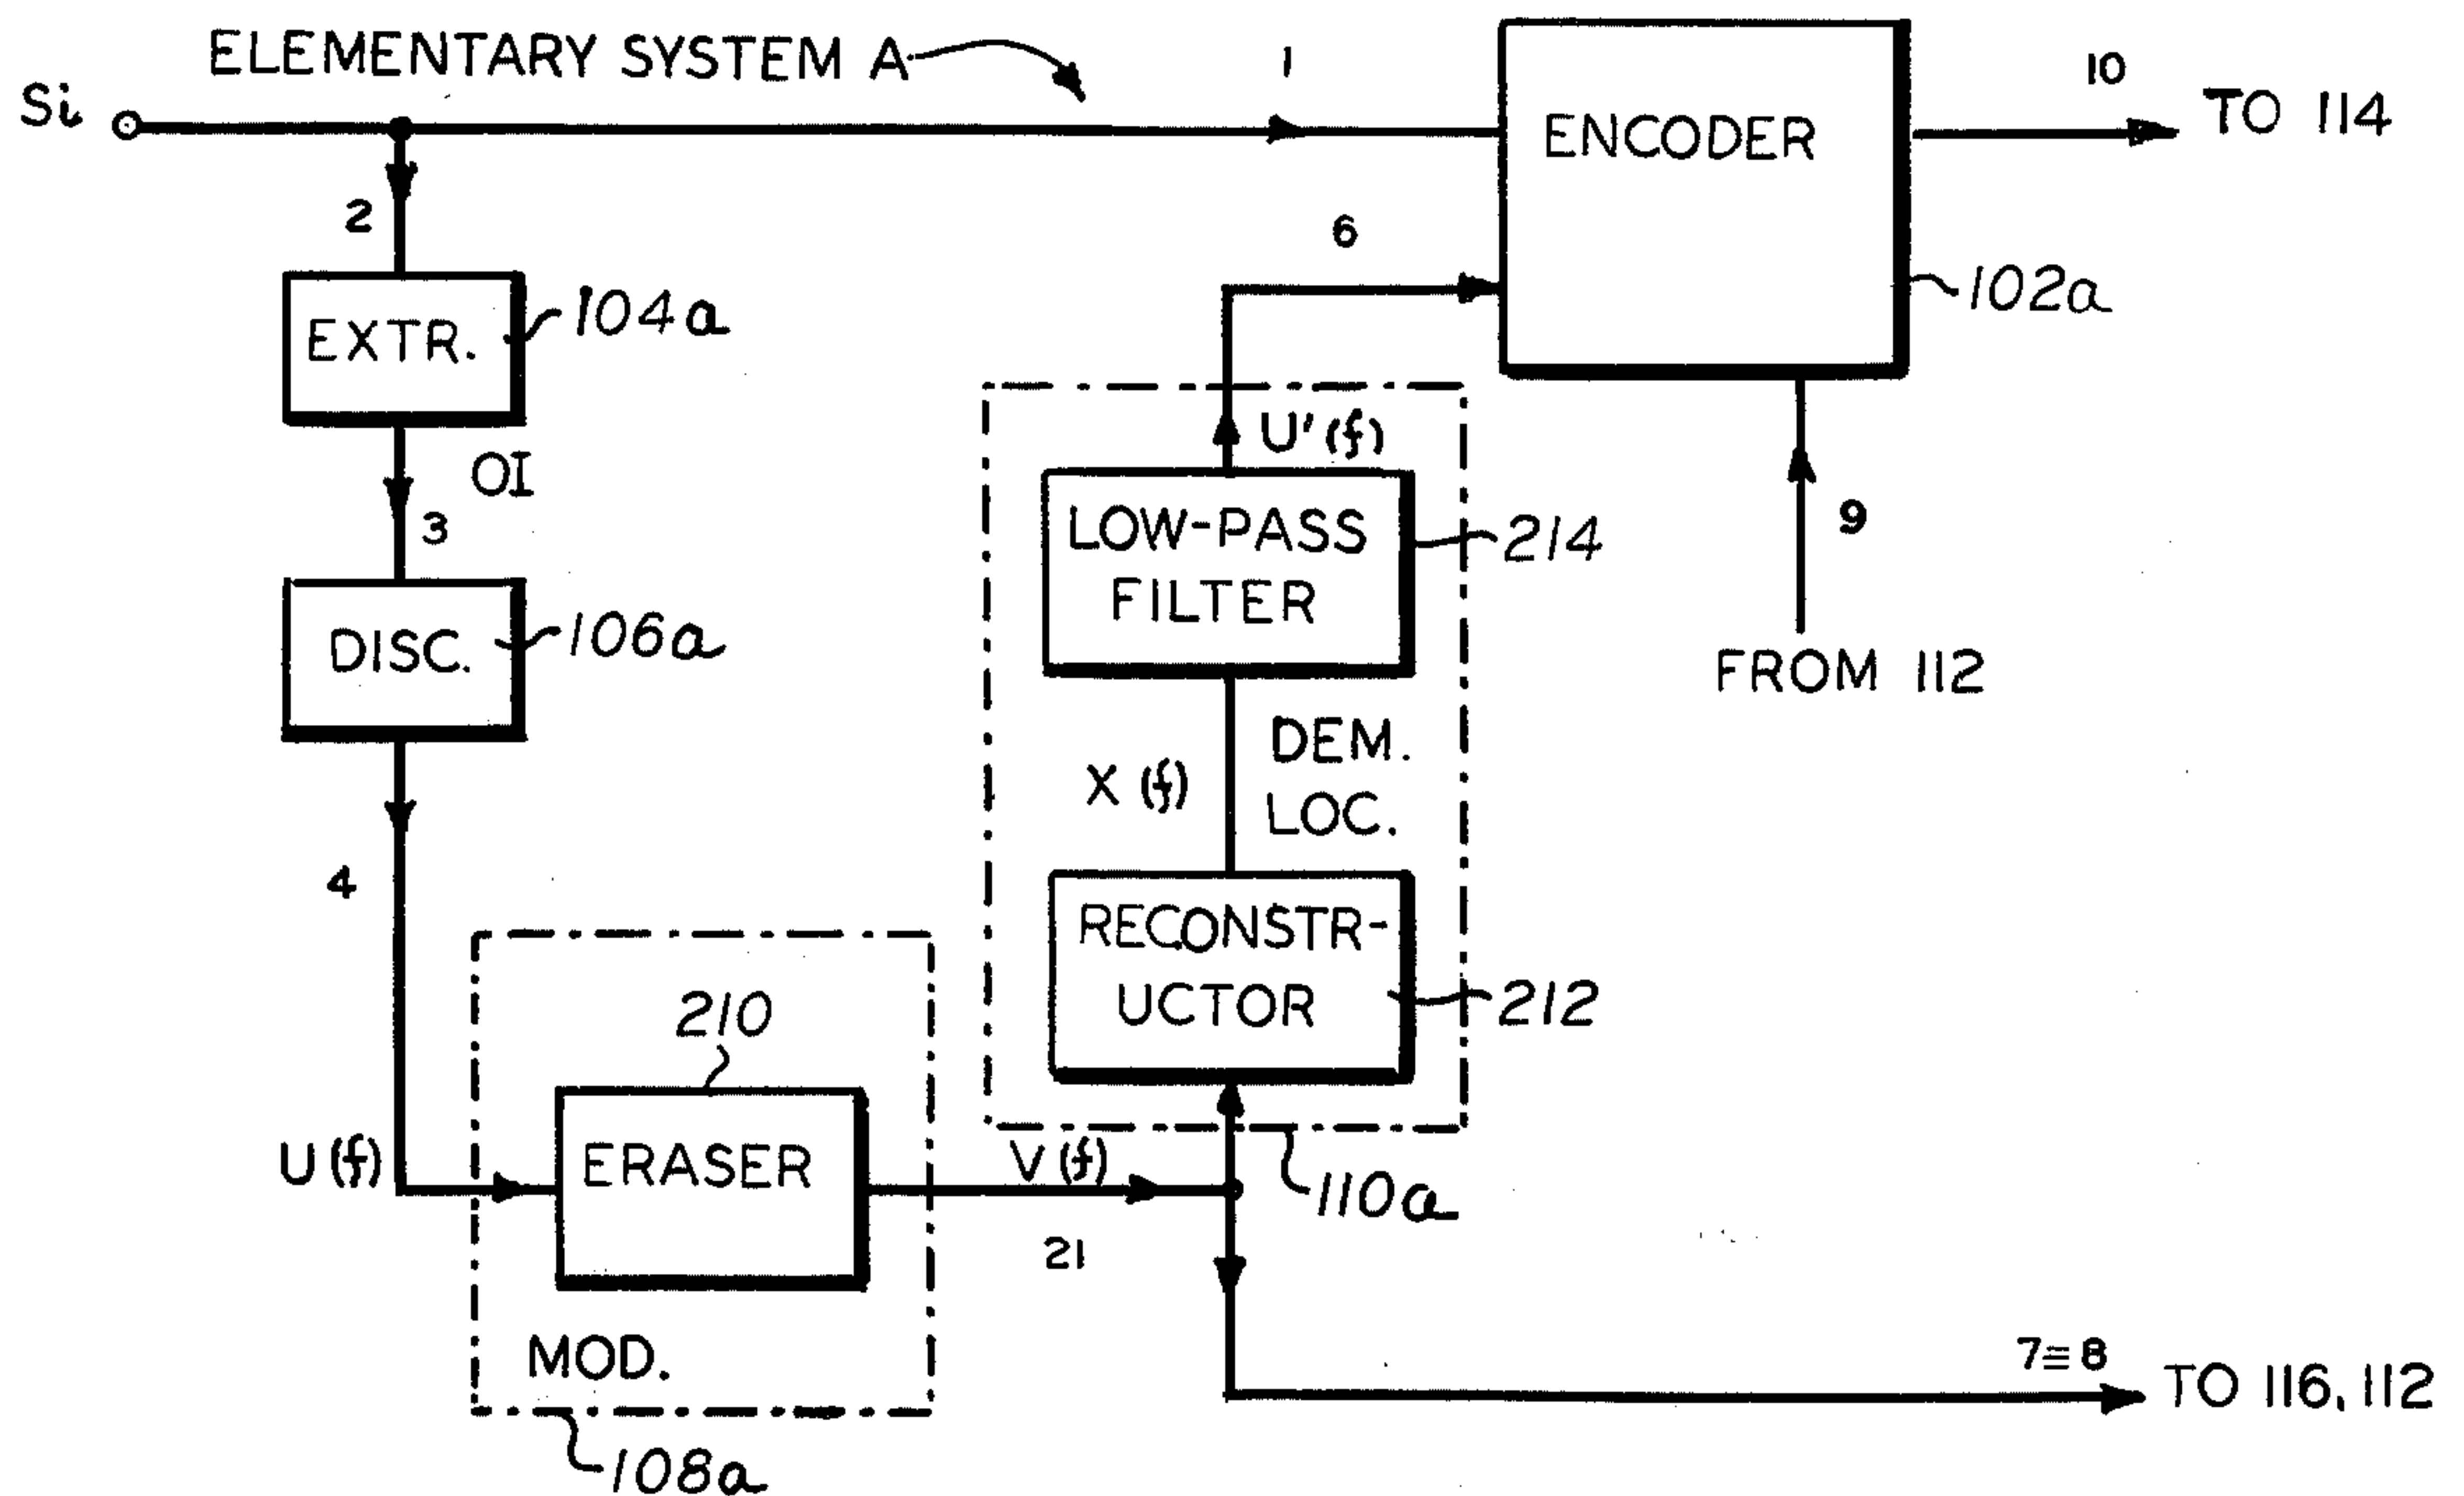 ELEMENTARY SYSTEM A
Si
1
10
TO 114
ENCODER
2
6
102a
EXTR.
104a
OI
3
U'(f)
9
LOW-PASS
FILTER
214
DISC.
106a
FROM 112
X (f)
DEM.
LOC.
4
RECONSTR-
UCTOR
212
210
U (f)
ERASER
V (f)
110a
21
MOD.
7≅8
TO 116, 112
108a